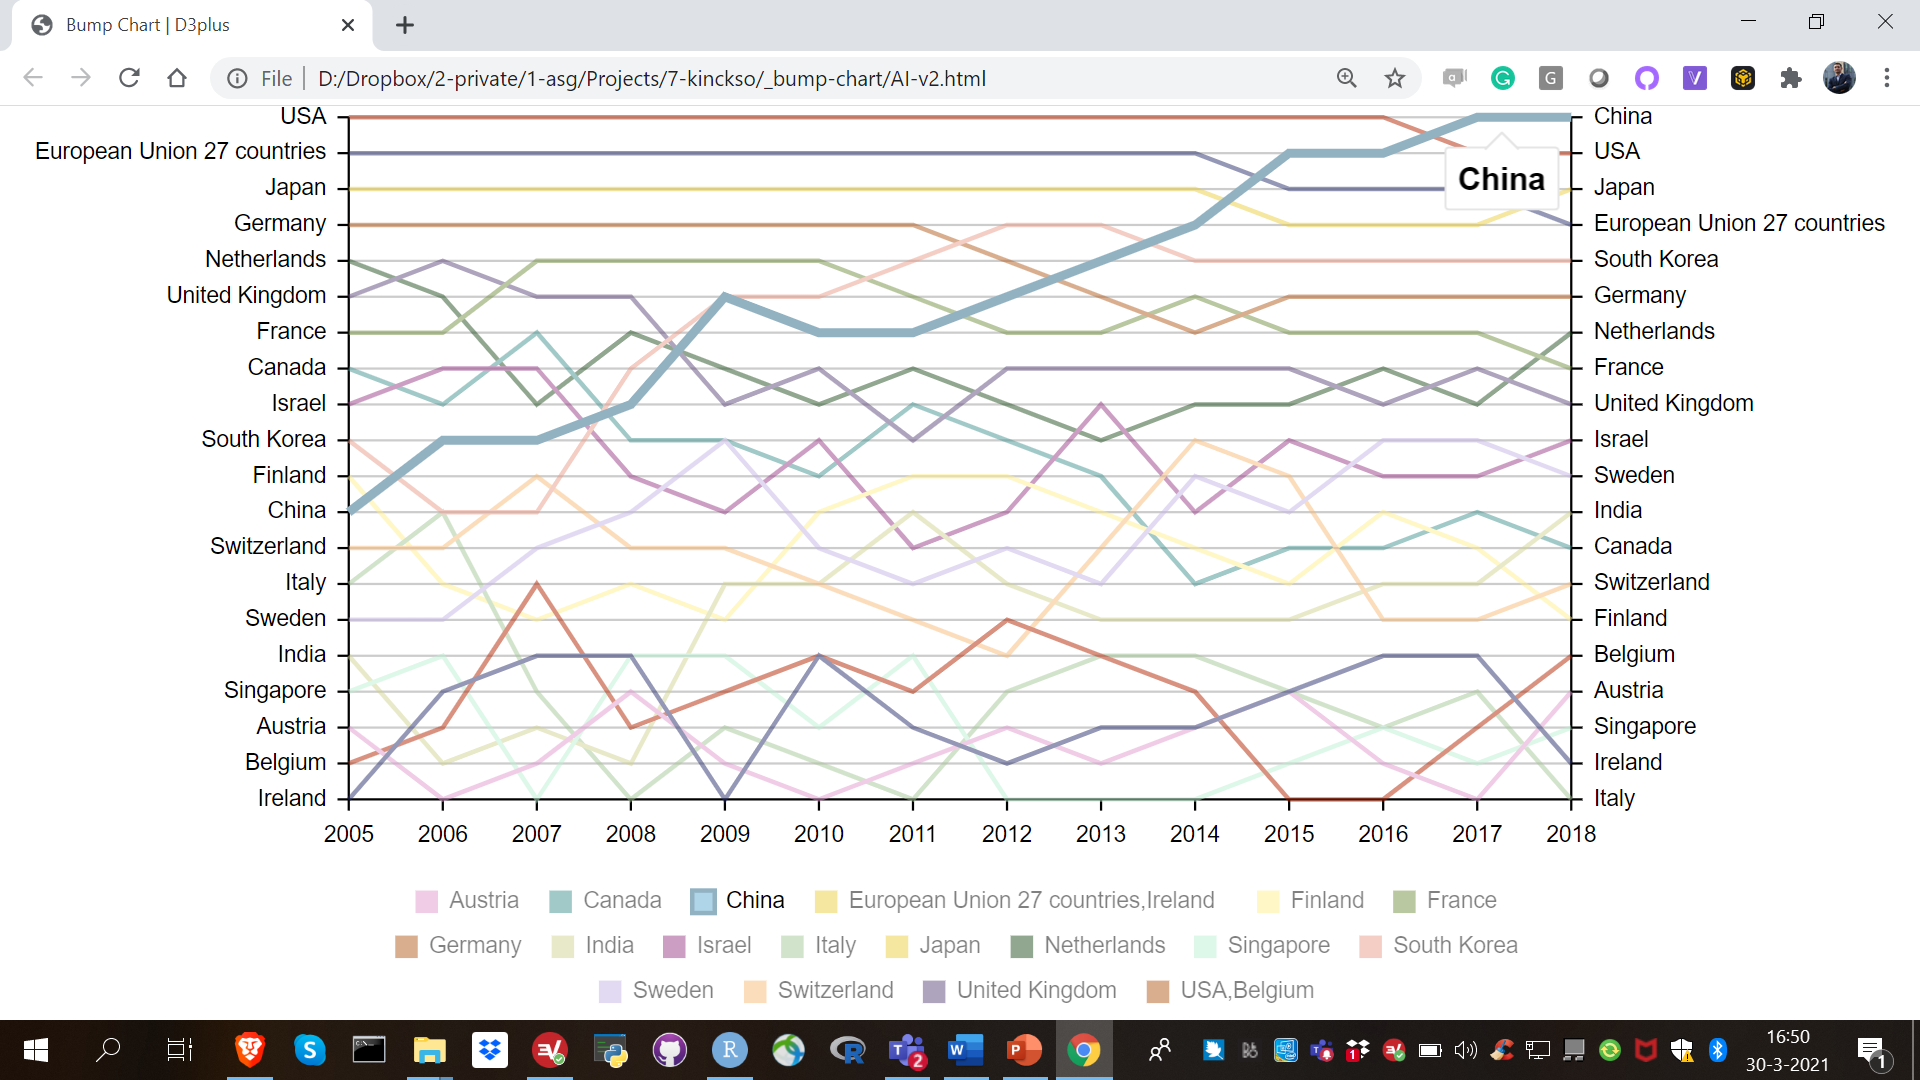 Bump Chart | D3plus
File | D:/Dropbox/2-private/1-asg/Projects/7-kinckso/_bump-chart/AI-v2.html
USA
European Union 27 countries
Japan
Germany
Netherlands
United Kingdom
France
Canada
Israel
South Korea
Finland
China
Switzerland
Italy
Sweden
India
Singapore
Austria
Belgium
Ireland
China
China
USA
Japan
European Union 27 countries
South Korea
Germany
Netherlands
France
United Kingdom
Israel
Sweden
India
Canada
Switzerland
Finland
Belgium
Austria
Singapore
Ireland
Italy
2005 2006 2007 2008 2009 2010 2011 2012 2013 2014 2015 2016 2017 2018
Austria Canada China European Union 27 countries,Ireland Finland France
Germany India Israel Italy Japan Netherlands Singapore South Korea
Sweden Switzerland United Kingdom USA,Belgium
16:50
30-3-2021